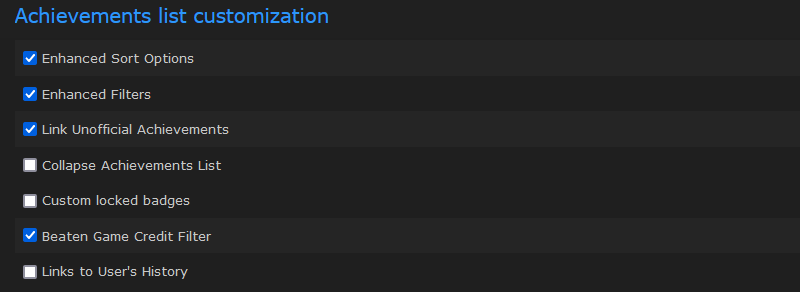 Achievements list customization
Enhanced Sort Options
Enhanced Filters
Link Unofficial Achievements
Collapse Achievements List
Custom locked badges
Beaten Game Credit Filter
Links to User's History